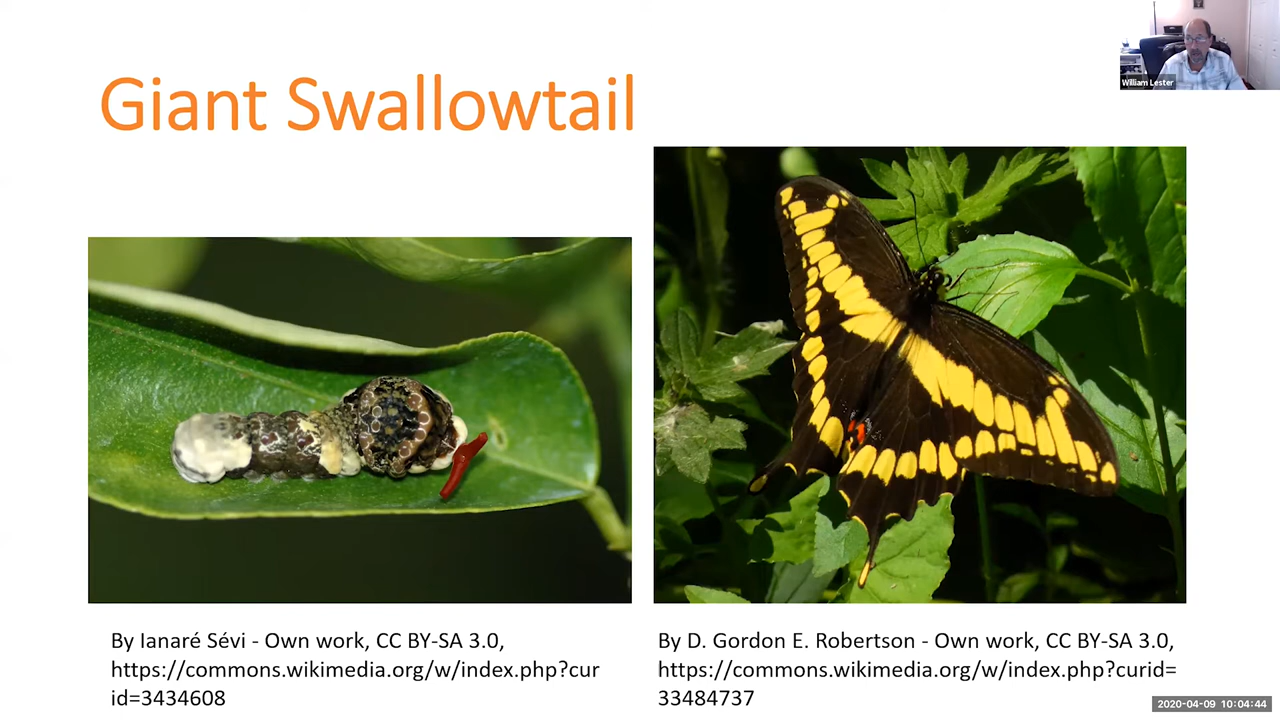 William Lester
Giant Swallowtail
By Ianaré Sévi - Own work, CC BY-SA 3.0,
https://commons.wikimedia.org/w/index.php?cur
id=3434608
By D. Gordon E. Robertson - Own work, CC BY-SA 3.0,
https://commons.wikimedia.org/w/index.php?curid=
33484737
2020-04-09 10:04:44